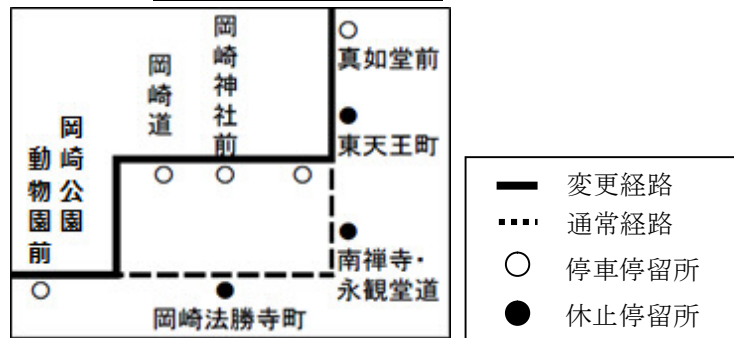 真如堂前
東天王町
岡崎神社前
岡崎道
岡崎公園
動物園前
南禅寺・
永観堂道
岡崎法勝寺町
変更経路
通常経路
停車停留所
休止停留所